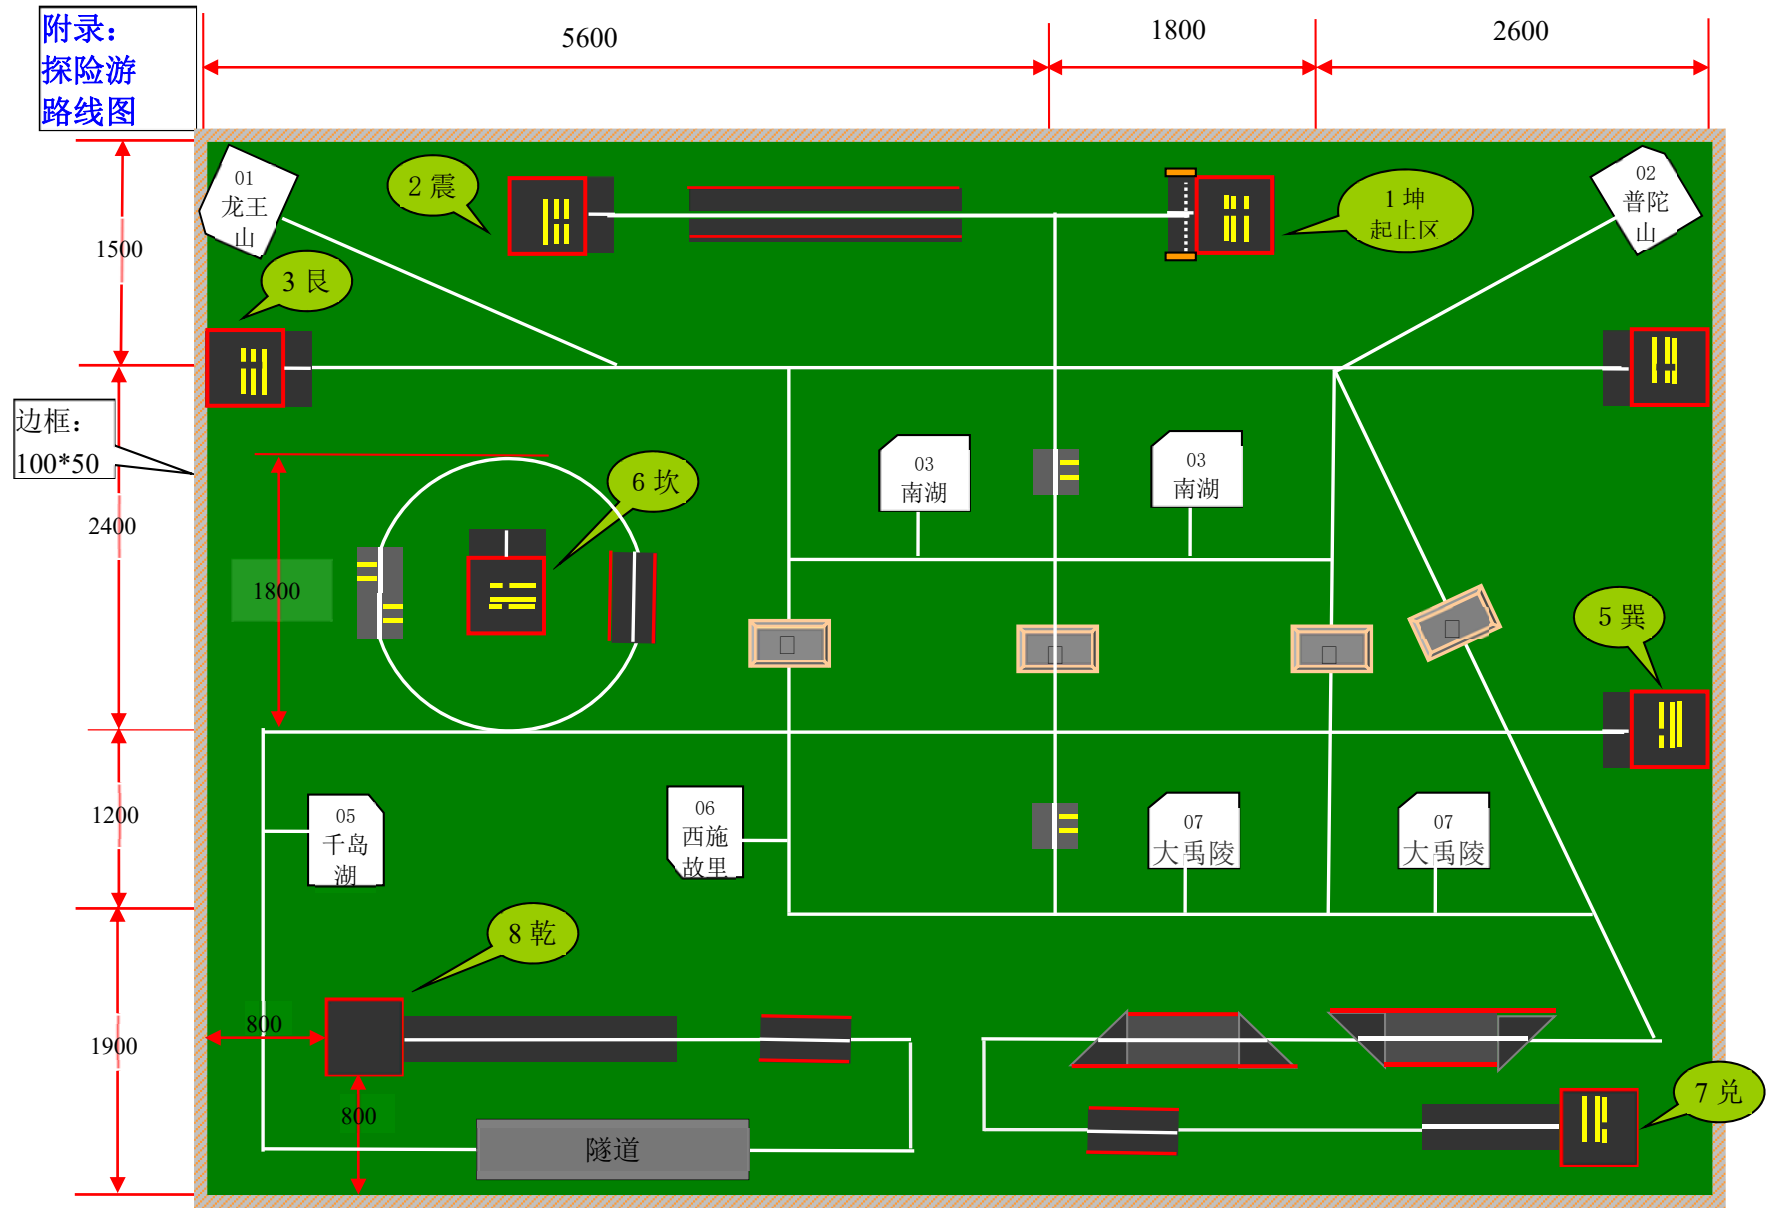 附录：
探险游
路线图
5600
1800
2600
01
龙王
山
2 震
1 坤
起止区
02
普陀
山
1500
3 艮
边框：
100*50
03
南湖
03
南湖
6 坎
2400
1800
5 巽
1200
05
千岛
湖
06
西施
故里
07
大禹陵
07
大禹陵
8 乾
800
1900
800
隧道
7 兑